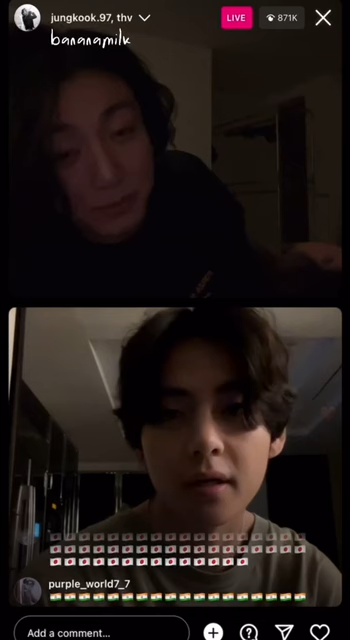 jungkook.97, thv
LIVE
871K
bananamilk
purple_world7_7
Add a comment...